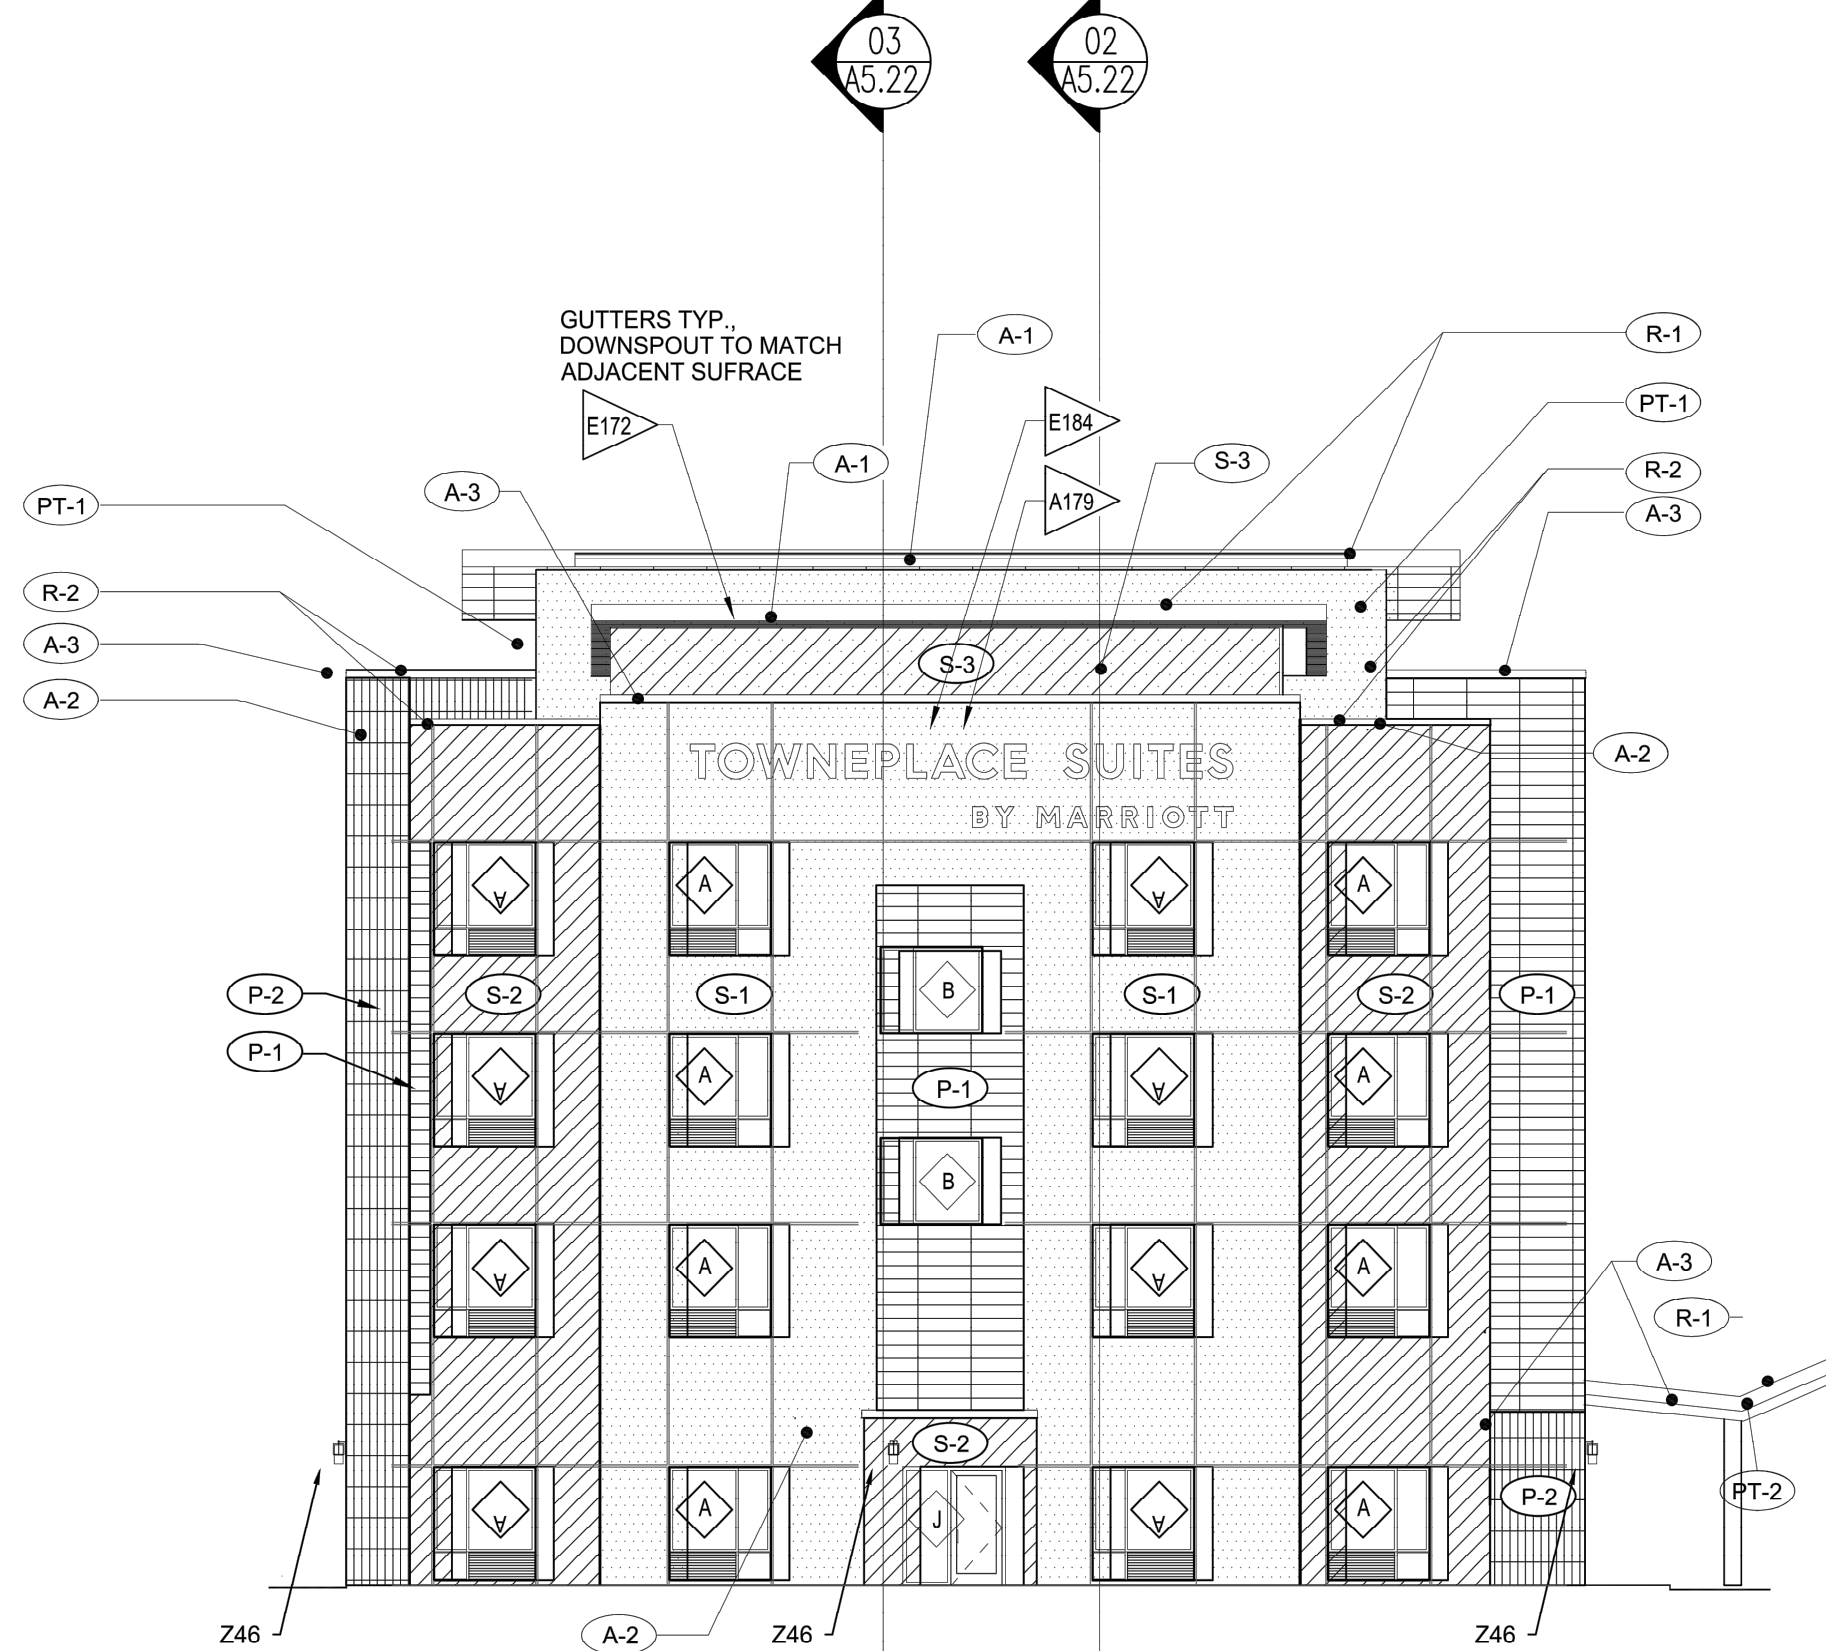 03
A5.22
02
A5.22
GUTTERS TYP.,
DOWNSPOUT TO MATCH
ADJACENT SUFRACE
A-1
R-1
E172
E184
PT-1
A-1
S-3
R-2
A-3
A179
A-3
PT-1
R-2
A-3
S-3
A-2
A-2
TOWNEPLACE SUITES
BY MARRIOTT
A
A
A
A
P-2
S-2
S-1
B
S-1
S-2
P-1
P-1
A
A
P-1
A
A
B
A
A
A
A
A-3
R-1
S-2
P-2
PT-2
A
A
J
A
A
Z46
A-2
Z46
Z46